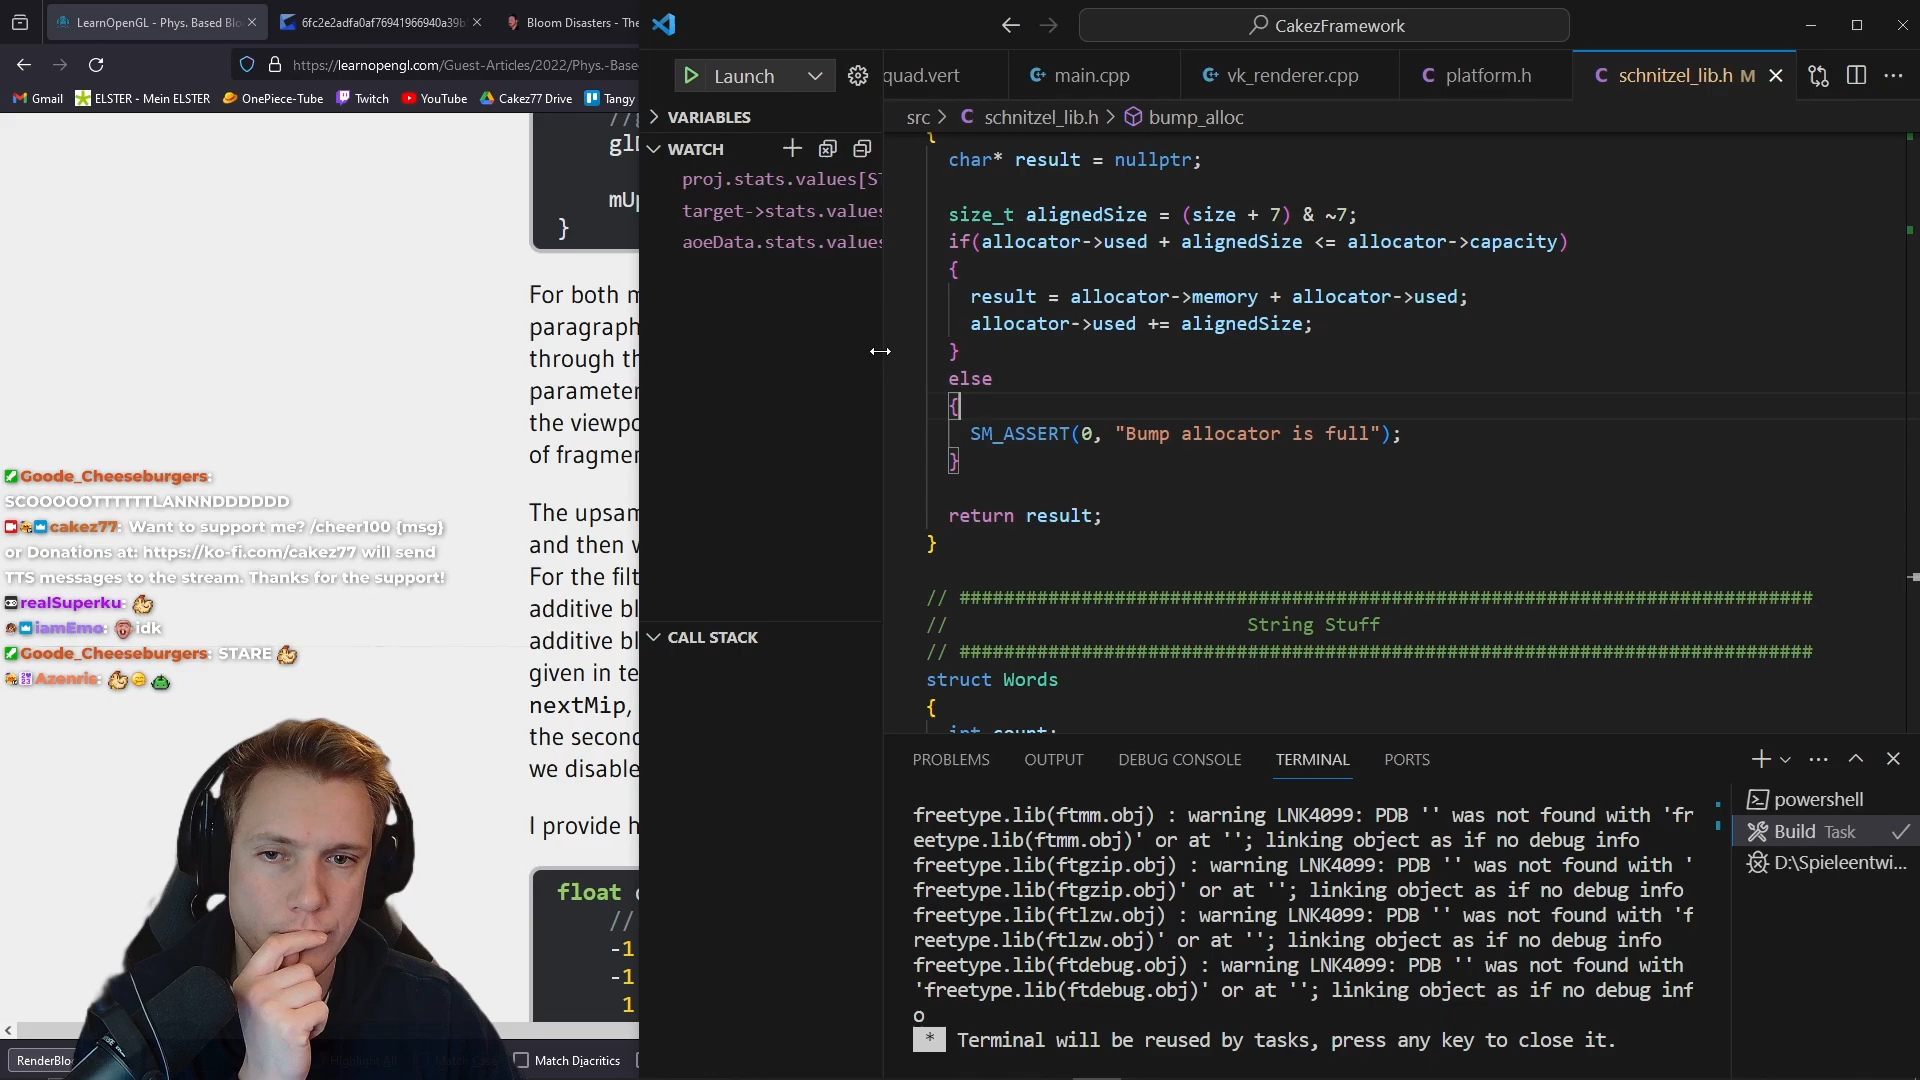 LearnOpenGL - Phys. Based Blo
6fc2e2adfa0af76941966940a39b
Bloom Disasters - The
https://learnopengl.com/Guest-Articles/2022/Phys.-Base
Gmail
ELSTER - Mein ELSTER
OnePiece-Tube
Twitch
YouTube
Cakez77 Drive
Tangy
}
For both m
paragraph
through th
parameter
the viewpo
of fragmen
The upsam
and then w
For the filt
additive bl
additive bl
given in te
nextMip,
the second
we disable
I provide h
float
//
-1
-1
1
Goode_Cheeseburgers:
SCOOOOOTTTTTTLANNNDDDDDD
cakez77: Want to support me? /cheer100 {msg}
or Donations at: https://ko-fi.com/cakez77 will send
TTS messages to the stream. Thanks for the support!
realSuperku:
iamEmo: idk
Goode_Cheeseburgers: STARE
Azenris:
Match Diacritics
CakezFramework
Launch
VARIABLES
WATCH
proj.stats.values[ST
target->stats.values
aoeData.stats.values
CALL STACK
quad.vert
main.cpp
vk_renderer.cpp
platform.h
schnitzel_lib.h M
src > C schnitzel_lib.h > bump_alloc
{
char* result = nullptr;
size_t alignedSize = (size + 7) & ~7;
if(allocator->used + alignedSize <= allocator->capacity)
{
result = allocator->memory + allocator->used;
allocator->used += alignedSize;
}
else
{
SM_ASSERT(0, "Bump allocator is full");
}
return result;
}
// #############################################################################
// String Stuff
// #############################################################################
struct Words
{
int count;
PROBLEMS
OUTPUT
DEBUG CONSOLE
TERMINAL
PORTS
freetype.lib(ftmm.obj) : warning LNK4099: PDB '' was not found with 'fr
eetype.lib(ftmm.obj)' or at ''; linking object as if no debug info
freetype.lib(ftgzip.obj) : warning LNK4099: PDB '' was not found with '
freetype.lib(ftgzip.obj)' or at ''; linking object as if no debug info
freetype.lib(ftlzw.obj) : warning LNK4099: PDB '' was not found with 'f
reetype.lib(ftlzw.obj)' or at ''; linking object as if no debug info
freetype.lib(ftdebug.obj) : warning LNK4099: PDB '' was not found with
'freetype.lib(ftdebug.obj)' or at ''; linking object as if no debug inf
o
* Terminal will be reused by tasks, press any key to close it.
powershell
Build Task
D:\Spieleentwi...